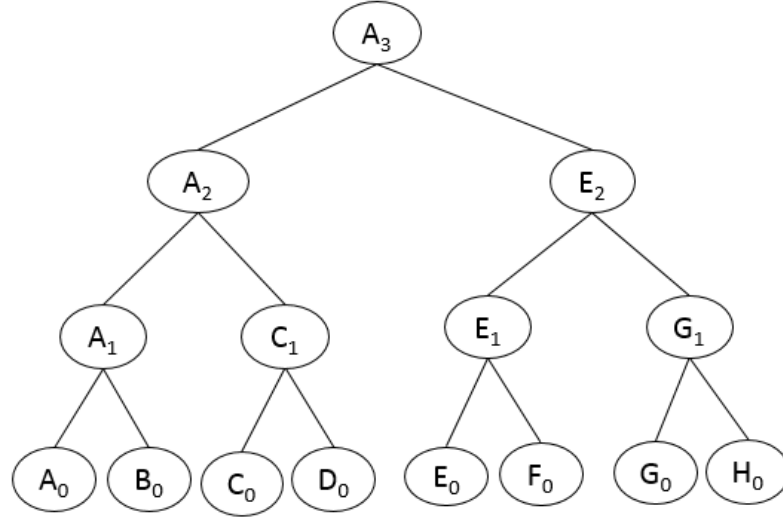 A₃
A₂ E₂
A₁ C₁ E₁ G₁
A₀ B₀ C₀ D₀ E₀ F₀ G₀ H₀